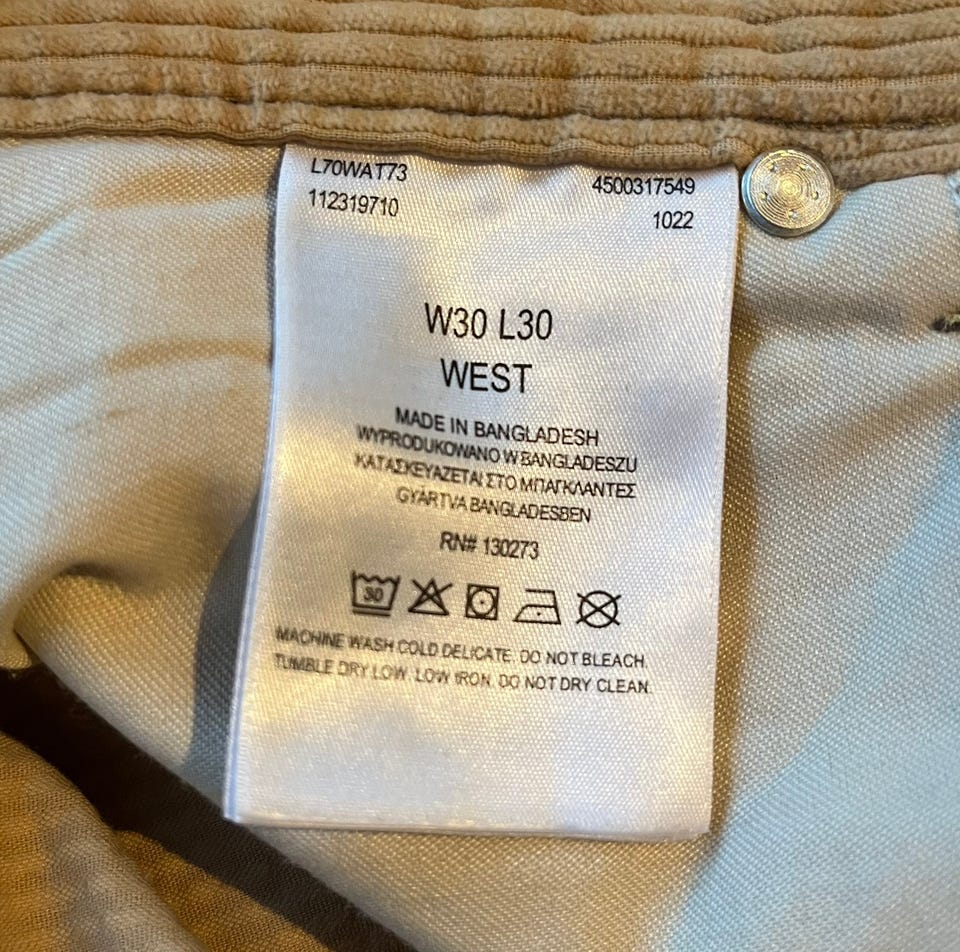 L70WAT73 4500317549
112319710 1022
W30 L30
WEST
MADE IN BANGLADESH
WYPRODUKOWANO W BANGLADESZU
ΚΑΤΑΣΚΕΥΑΖΕΤΑΙ ΣΤΟ ΜΠΑΓΚΛΑΝΤΕΣ
GYÁRTVA BANGLADESBEN
RN# 130273
30
MACHINE WASH COLD DELICATE. DO NOT BLEACH.
TUMBLE DRY LOW. LOW IRON. DO NOT DRY CLEAN.